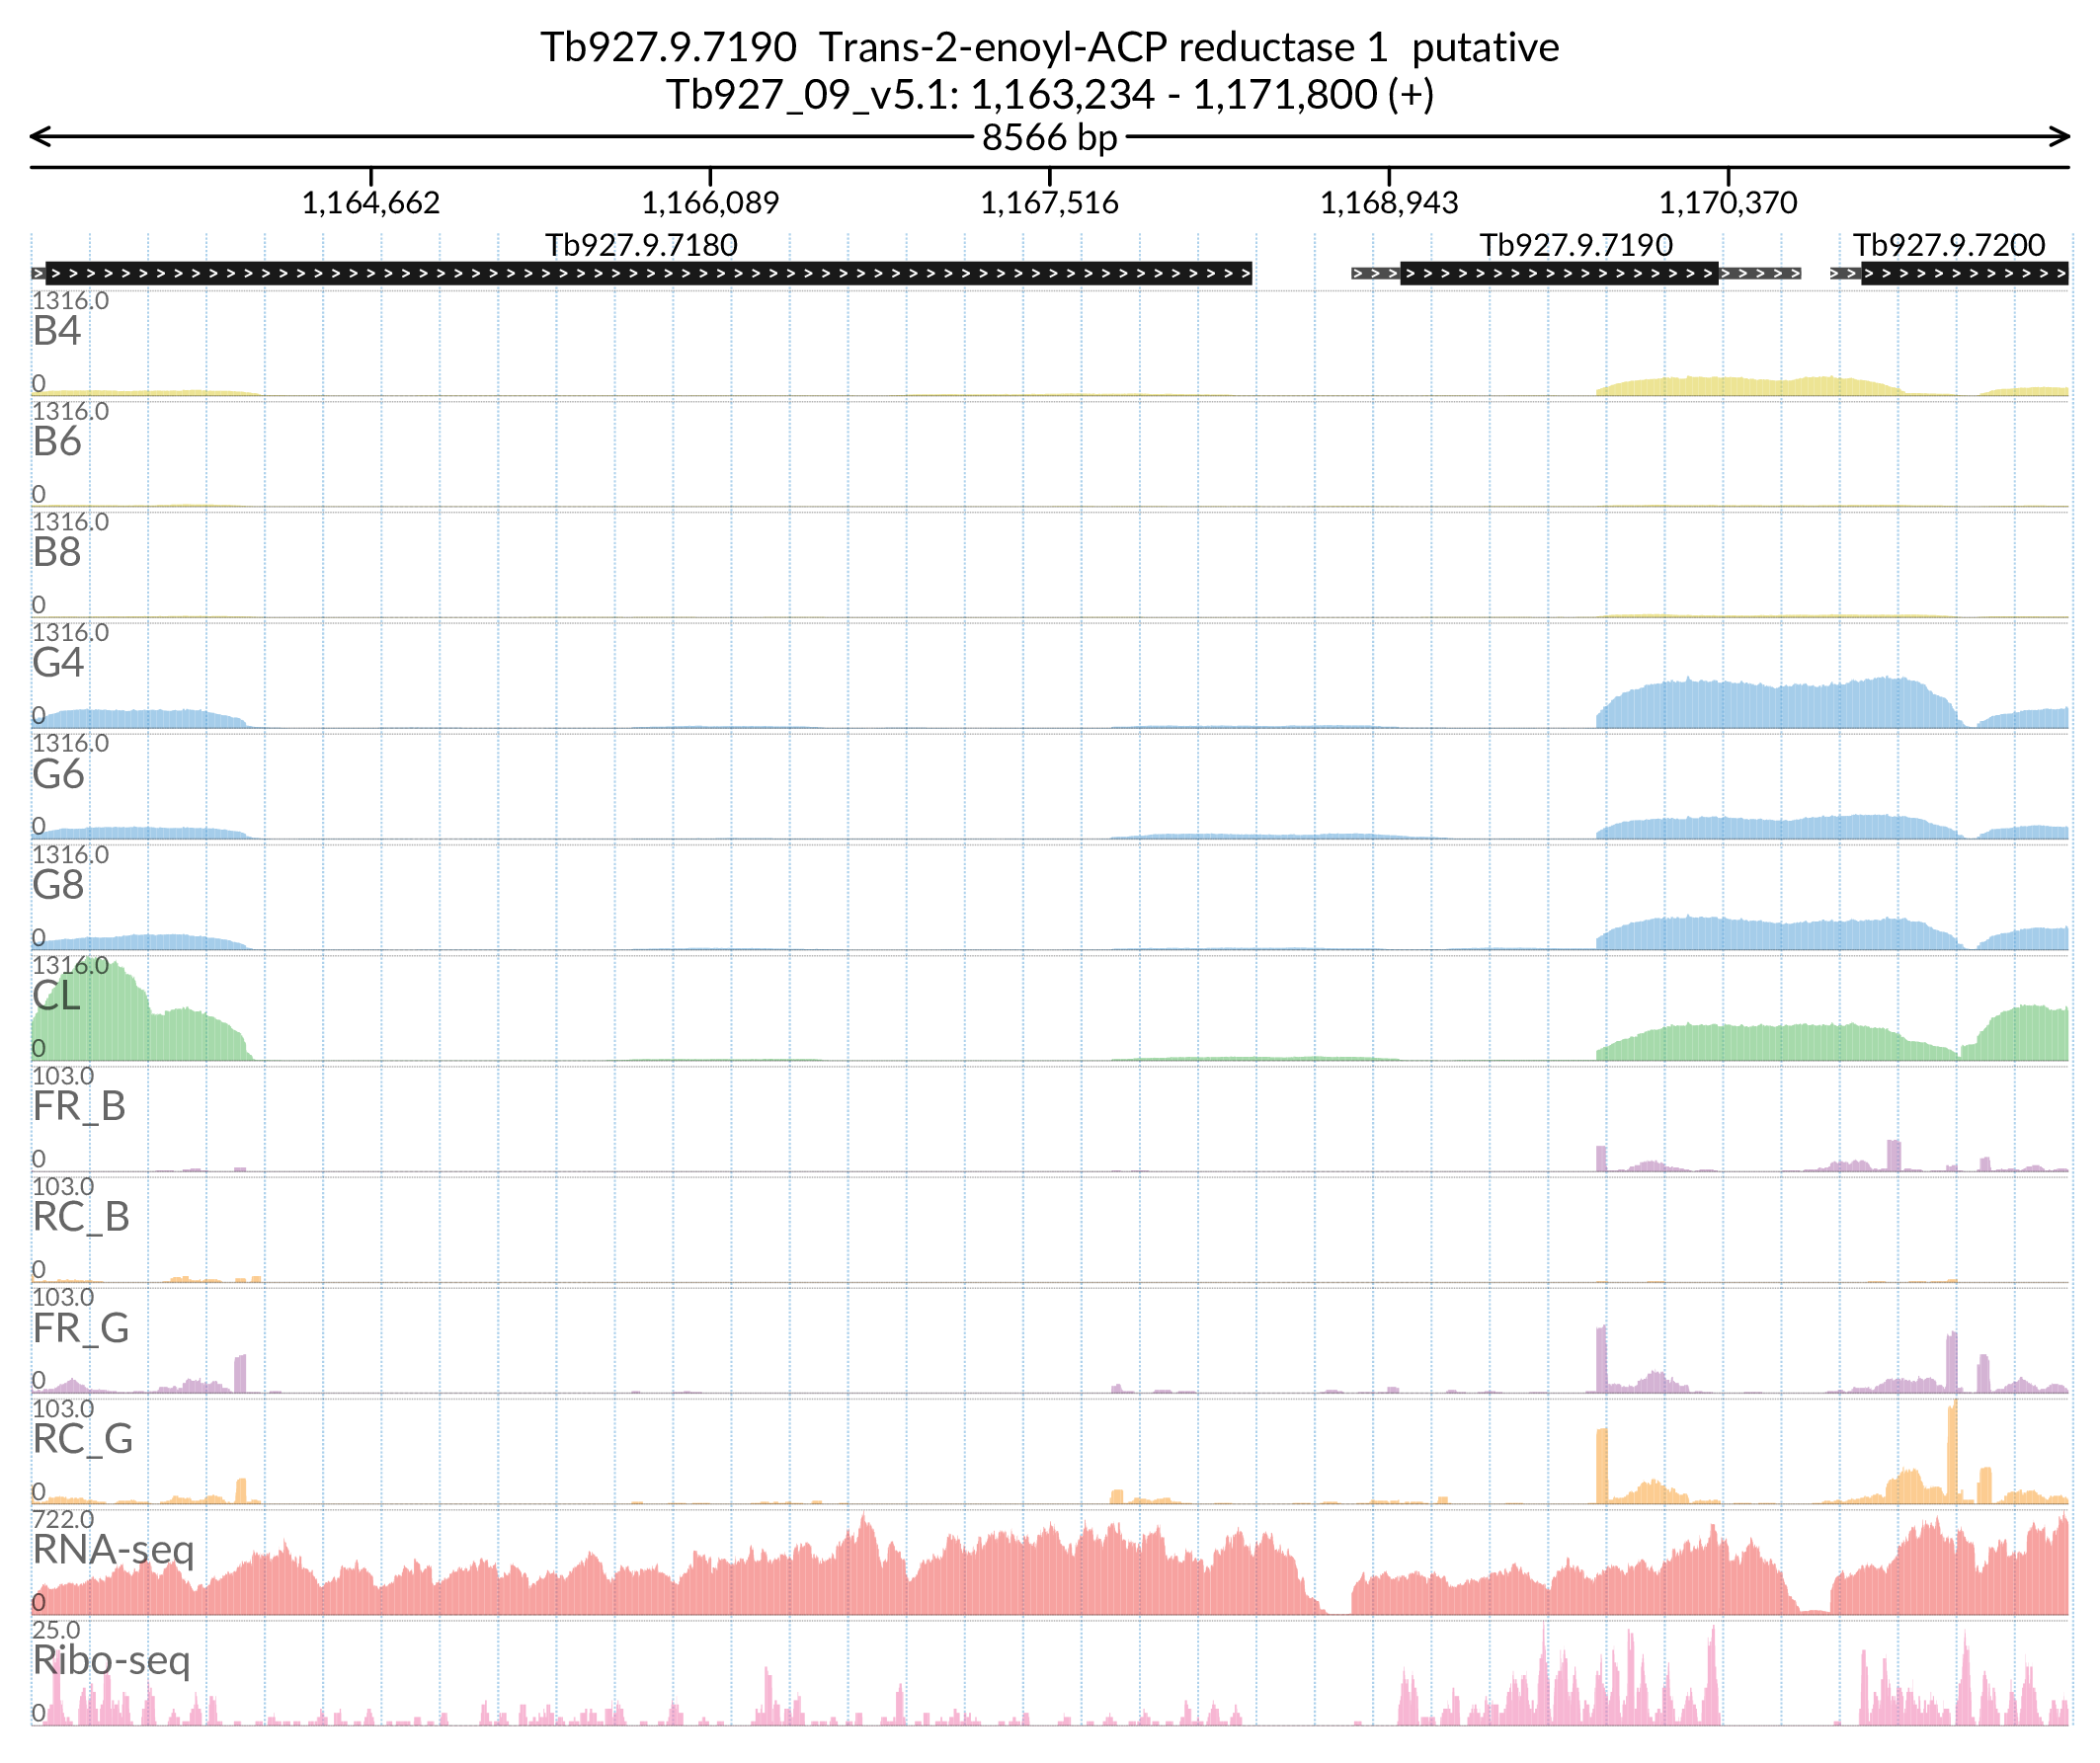 Tb927.9.7190 Trans-2-enoyl-ACP reductase 1 putative
Tb927_09_v5.1: 1,163,234 - 1,171,800 (+)
8566 bp
1,164,662 1,166,089 1,167,516 1,168,943 1,170,370
Tb927.9.7180 Tb927.9.7190 Tb927.9.7200
1316.0
B4
0
1316.0
B6
0
1316.0
B8
0
1316.0
G4
0
1316.0
G6
0
1316.0
G8
0
1316.0
CL
0
103.0
FR_B
0
103.0
RC_B
0
103.0
FR_G
0
103.0
RC_G
0
722.0
RNA-seq
0
25.0
Ribo-seq
0